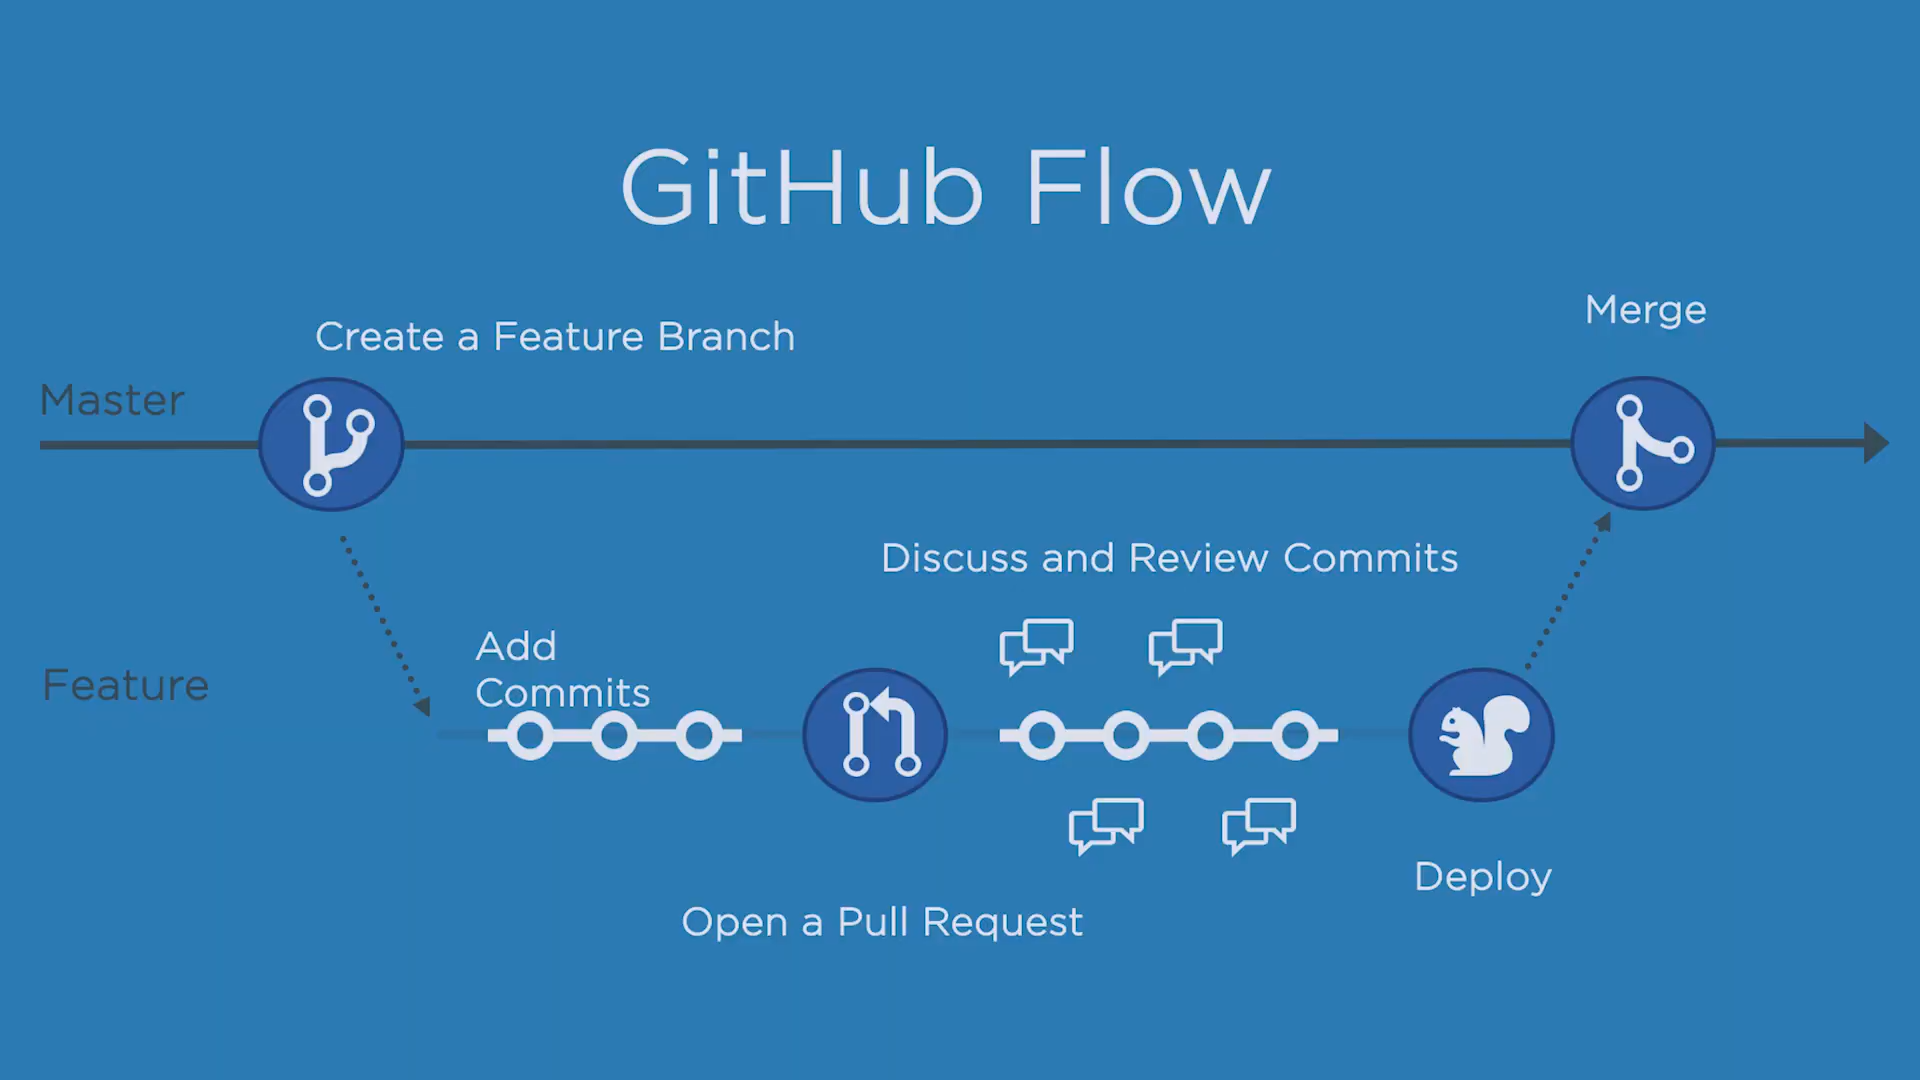 GitHub Flow
Create a Feature Branch
Merge
Master
Discuss and Review Commits
Add
Commits
Feature
Deploy
Open a Pull Request